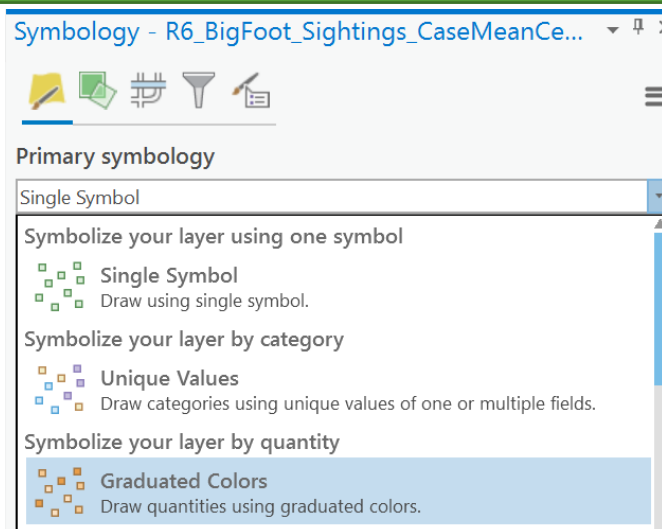 Symbology - R6_BigFoot_Sightings_CaseMeanCe...
Primary symbology
Single Symbol
Symbolize your layer using one symbol
Single Symbol
Draw using single symbol.
Symbolize your layer by category
Unique Values
Draw categories using unique values of one or multiple fields.
Symbolize your layer by quantity
Graduated Colors
Draw quantities using graduated colors.